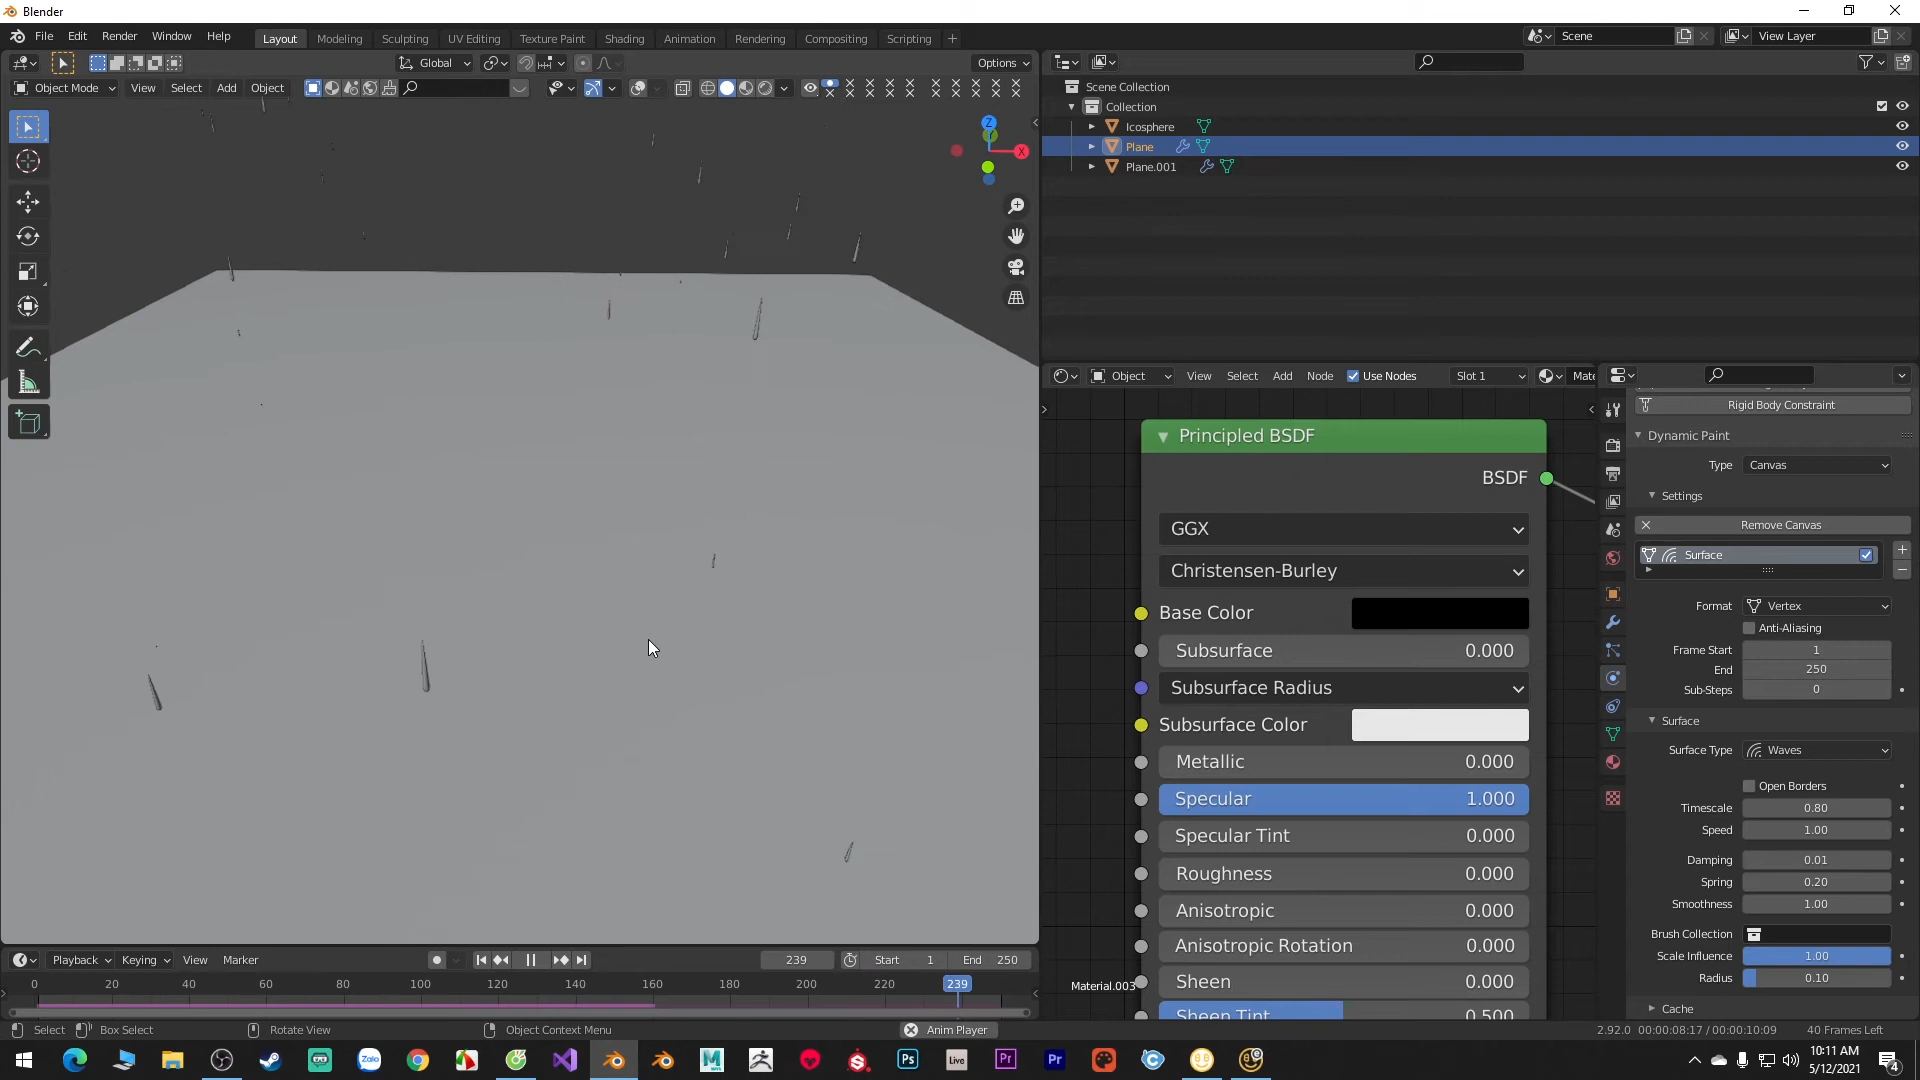 Blender
File Edit Render Window Help Layout Modeling Sculpting UV Editing Texture Paint Shading Animation Rendering Compositing Scripting + Scene View Layer
Global Options
Object Mode View Select Add Object
Scene Collection
Collection
Icosphere
Plane
Plane.001
Z
X
Object View Select Add Node Use Nodes Slot 1 Mate
Rigid Body Constraint
Dynamic Paint
Type Canvas
Settings
Remove Canvas
Surface
Format Vertex
Anti-Aliasing
Frame Start 1
End 250
Sub-Steps 0
Surface
Surface Type Waves
Open Borders
Timescale 0.80
Speed 1.00
Damping 0.01
Spring 0.20
Smoothness 1.00
Brush Collection
Scale Influence 1.00
Radius 0.10
Cache
Principled BSDF
BSDF
GGX
Christensen-Burley
Base Color
Subsurface 0.000
Subsurface Radius
Subsurface Color
Metallic 0.000
Specular 1.000
Specular Tint 0.000
Roughness 0.000
Anisotropic 0.000
Anisotropic Rotation 0.000
Sheen 0.000
Sheen Tint 0.500
Material.003
Playback Keying View Marker 239 Start 1 End 250
0 20 40 60 80 100 120 140 160 180 200 220 239
Select Box Select Rotate View Object Context Menu Anim Player 2.92.0 00:00:08:17 / 00:00:10:09 40 Frames Left
Zalo Ps Live Pr Pr
10:11 AM
5/12/2021
4